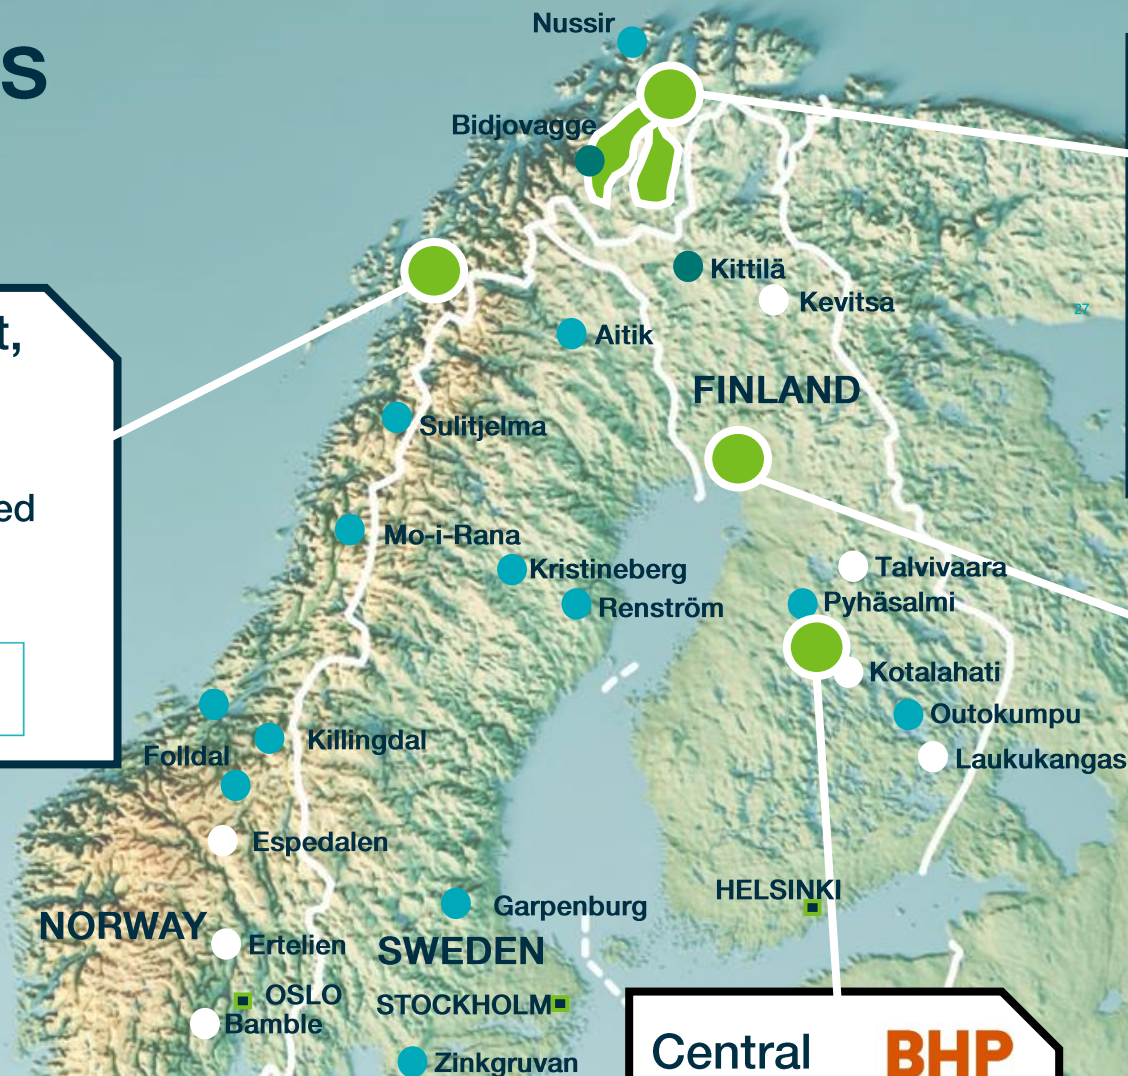 Nussir
S
Bidjovagge
Kittilä
Kevitsa
27
t,
Aitik
FINLAND
Sulitjelma
ed
Mo-i-Rana
Kristineberg
Talvivaara
Renström
Pyhäsalmi
Kotalahati
Outokumpu
Killingdal
Folldal
Laukukangas
Espedalen
HELSINKI
Garpenburg
NORWAY
Ertelien
SWEDEN
OSLO
STOCKHOLM
Bamble
Central
BHP
Zinkgruvan